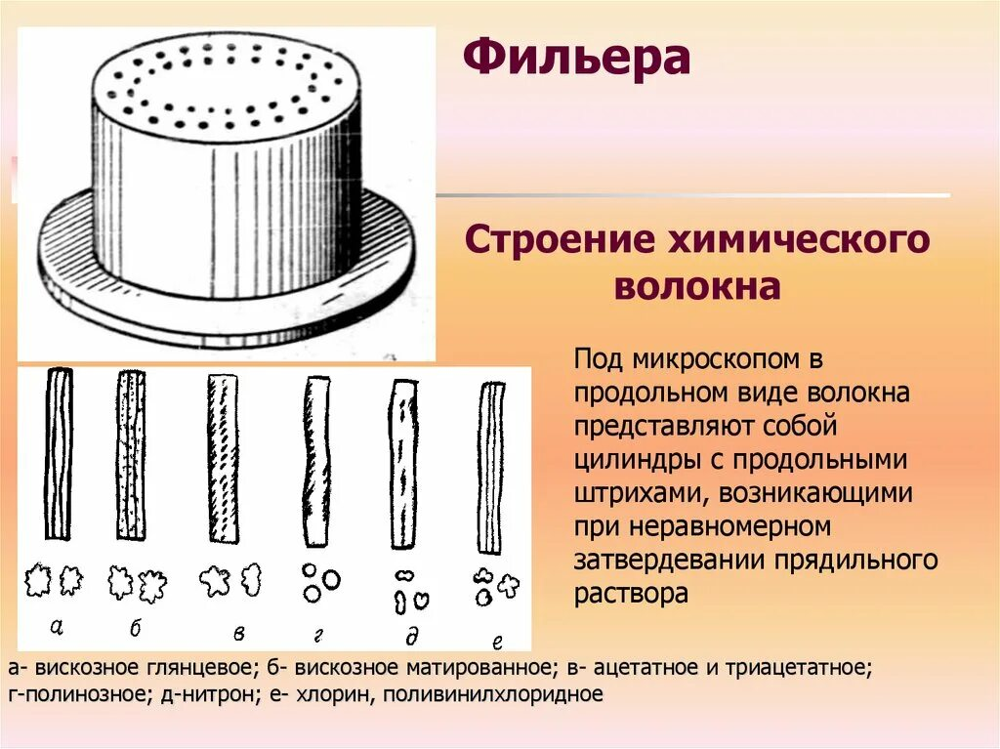 Фильера
Строение химического
волокна
Под микроскопом в
продольном виде волокна
представляют собой
цилиндры с продольными
штрихами, возникающими
при неравномерном
затвердевании прядильного
раствора
а б в г д е
а- вискозное глянцевое; б- вискозное матированное; в- ацетатное и триацетатное;
г-полинозное; д-нитрон; е- хлорин, поливинилхлоридное